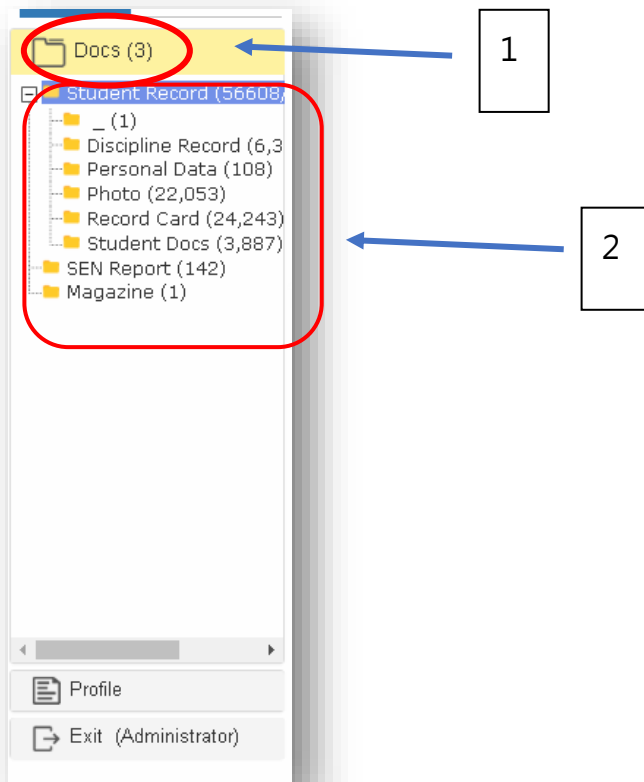 Docs (3)
1
Student Record (56608,
_ (1)
Discipline Record (6,3
Personal Data (108)
Photo (22,053)
Record Card (24,243)
Student Docs (3,887)
2
SEN Report (142)
Magazine (1)
Profile
Exit (Administrator)